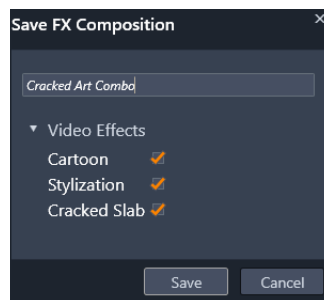 Save FX Composition
Cracked Art Combo
Video Effects
Cartoon
Stylization
Cracked Slab
Save Cancel